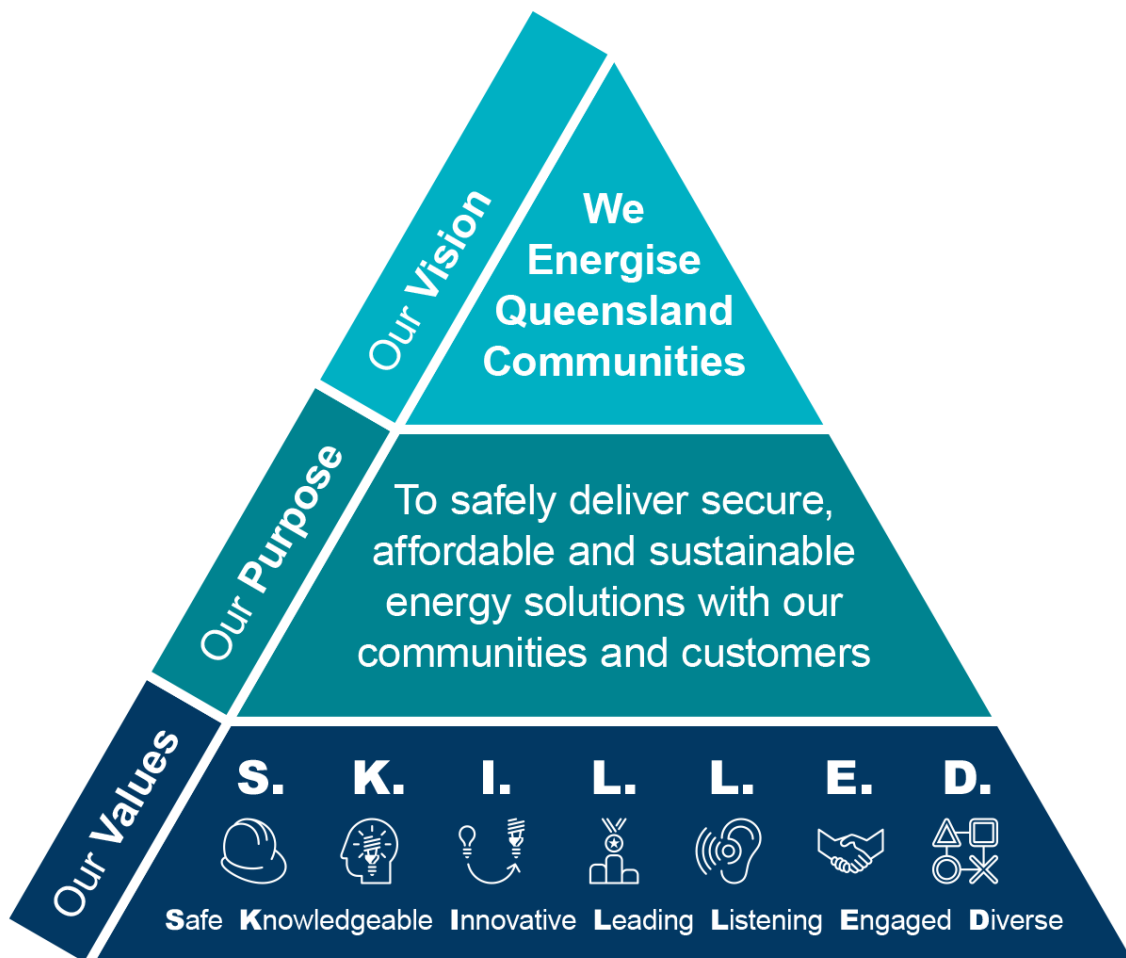 Our Vision
We
Energise
Queensland
Communities
Our Purpose
To safely deliver secure,
affordable and sustainable
energy solutions with our
communities and customers
Our Values
S. K. I. L. L. E. D.
Safe Knowledgeable Innovative Leading Listening Engaged Diverse